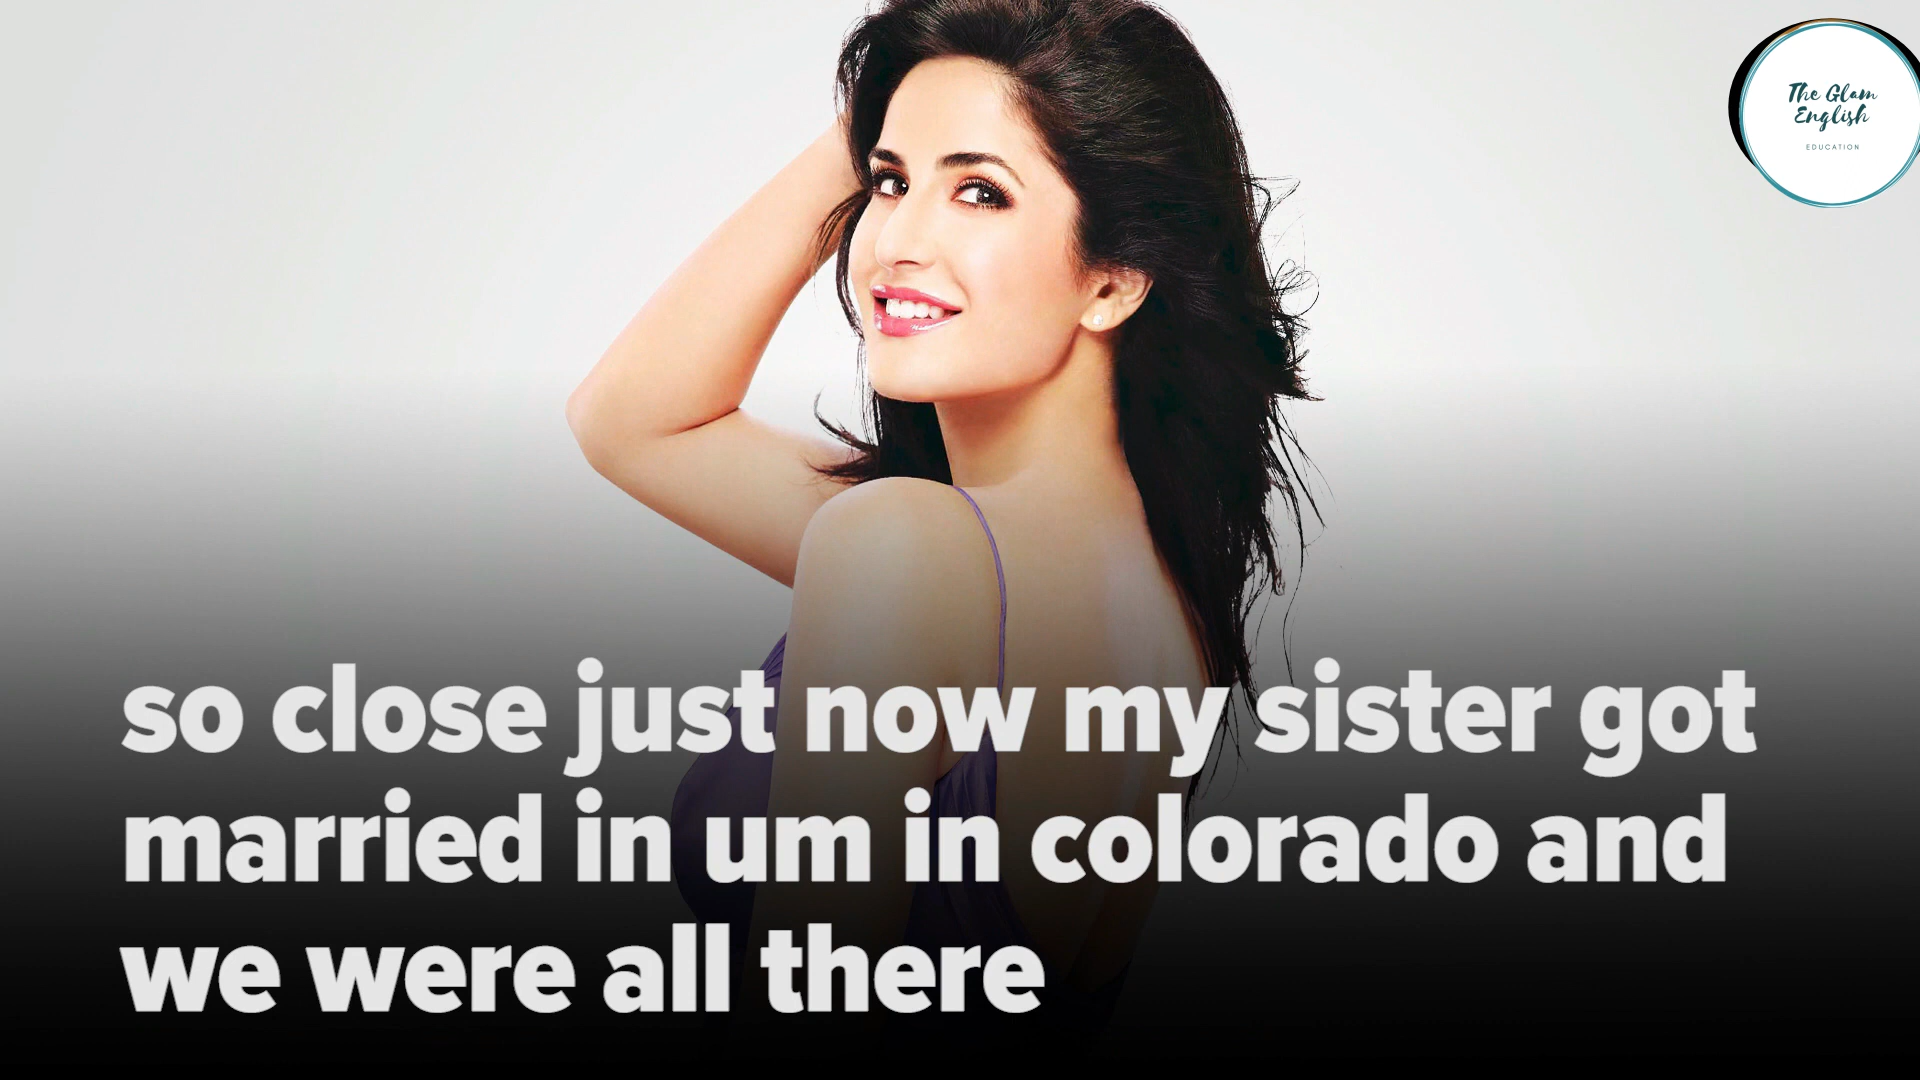 The Glam
English
EDUCATION
so close just now my sister got
married in um in colorado and
we were all there